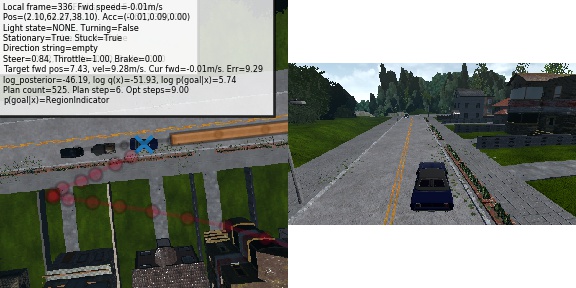 Local frame=336. Fwd speed=-0.01m/s
Pos=(2.10,62.27,38.10). Acc=(-0.01,0.09,0.00)
Light state=NONE. Turning=False
Stationary=True. Stuck=True
Direction string=empty
Steer=0.84, Throttle=1.00, Brake=0.00
Target fwd pos=7.43, vel=9.28m/s. Cur fwd=-0.01m/s. Err=9.29
log_posterior=-46.19, log q(x)=-51.93, log p(goal|x)=5.74
Plan count=525. Plan step=6. Opt steps=9.00
p(goal|x)=RegionIndicator